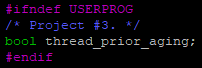 #ifndef USERPROG
/* Project #3. */
bool thread_prior_aging;
#endif